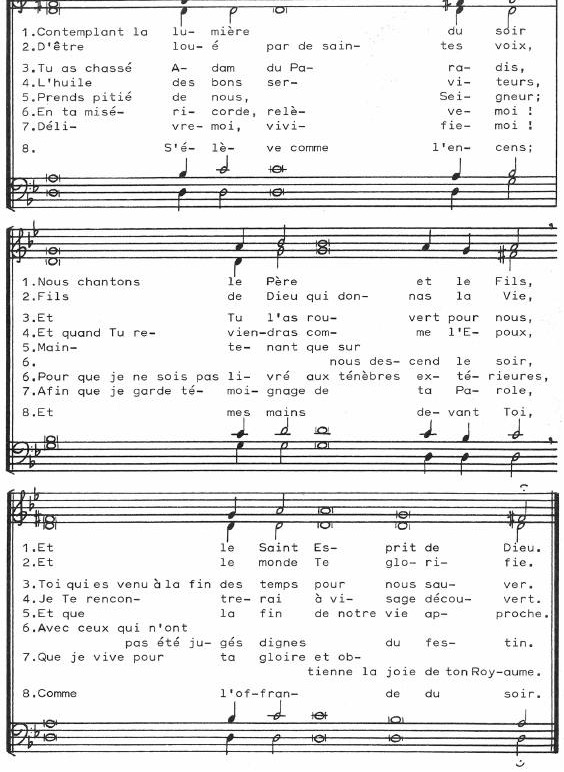 1.Contemplant la lu- mière du soir
2.D'être lou- é par de sain- tes voix,
3.Tu as chassé A- dam du Pa- ra- dis,
4.L'huile des bons ser- vi- teurs,
5.Prends pitié de nous, Sei- gneur;
6.En ta misé- ri- corde, relè- ve- moi !
7.Déli- vre- moi, vivi- fie- moi !
8. S'é- lè- ve comme l'en- cens;
1.Nous chantons le Père et le Fils,
2.Fils de Dieu qui don- nas la Vie,
3.Et Tu l'as rou- vert pour nous,
4.Et quand Tu re- vien-dras com- me l'E- poux,
5.Main- te- nant que sur
6. nous des- cend le soir,
6.Pour que je ne sois pas li- vré aux ténèbres ex- té- rieures,
7.Afin que je garde té- moi- gnage de ta Pa- role,
8.Et mes mains de- vant Toi,
1.Et le Saint Es- prit de Dieu.
2.Et le monde Te glo- ri- fie.
3.Toi qui es venu à la fin des temps pour nous sau- ver.
4.Je Te rencon- tre- rai à vi- sage décou- vert.
5.Et que la fin de notre vie ap- proche.
6.Avec ceux qui n'ont
pas été ju- gés dignes du fes- tin.
7.Que je vive pour ta gloire et ob-
tienne la joie de ton Roy-aume.
8.Comme l'of-fran- de du soir.